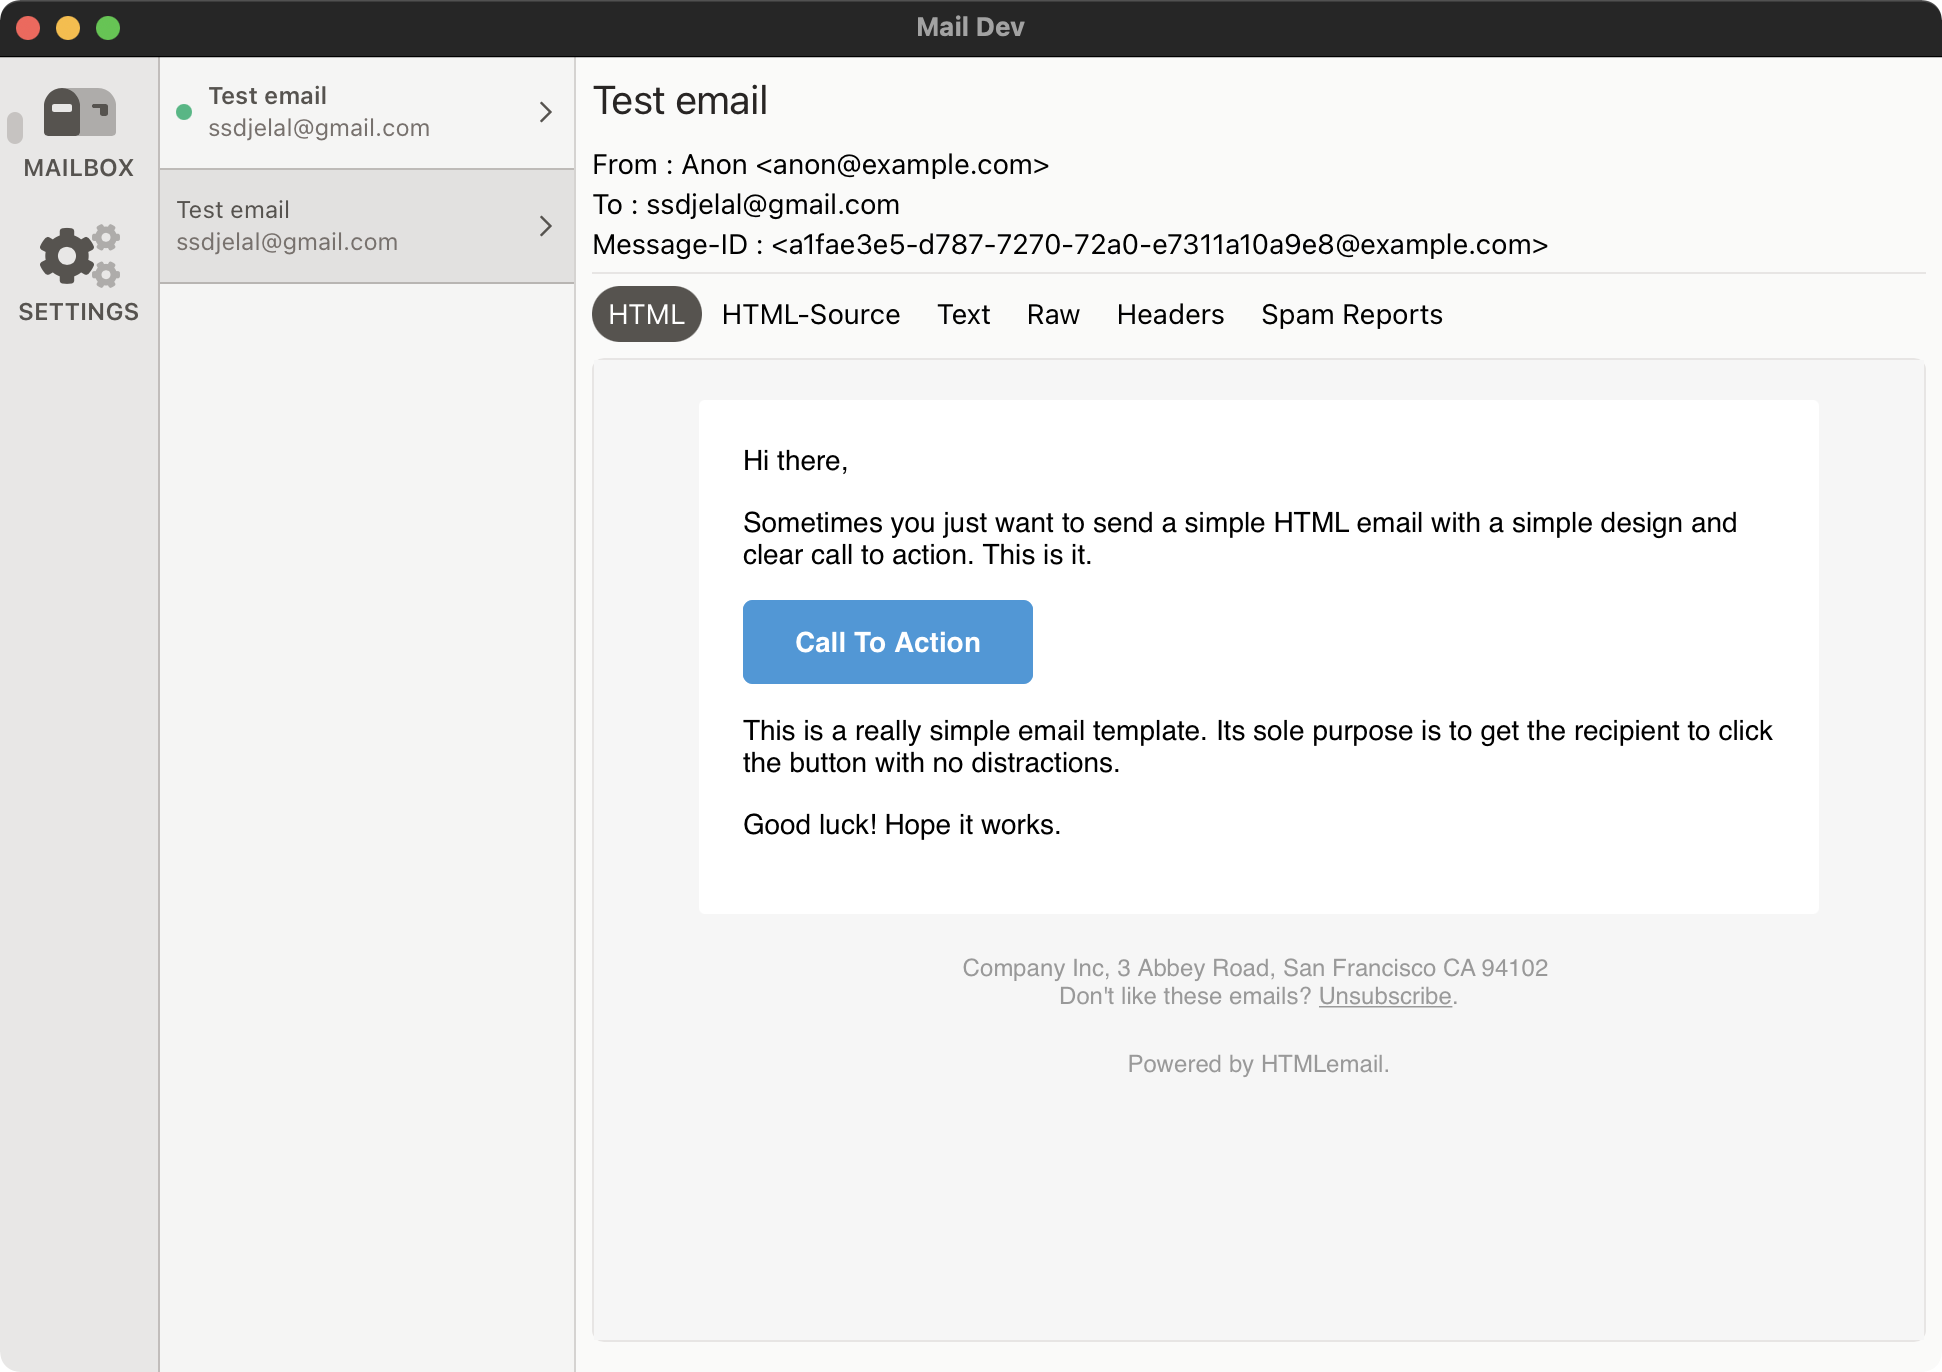 Mail Dev
MAILBOX
SETTINGS
Test email
ssdjelal@gmail.com
Test email
ssdjelal@gmail.com
Test email
From : Anon <anon@example.com>
To : ssdjelal@gmail.com
Message-ID : <a1fae3e5-d787-7270-72a0-e7311a10a9e8@example.com>
HTML HTML-Source Text Raw Headers Spam Reports
Hi there,
Sometimes you just want to send a simple HTML email with a simple design and
clear call to action. This is it.
Call To Action
This is a really simple email template. Its sole purpose is to get the recipient to click
the button with no distractions.
Good luck! Hope it works.
Company Inc, 3 Abbey Road, San Francisco CA 94102
Don't like these emails? Unsubscribe.
Powered by HTMLemail.